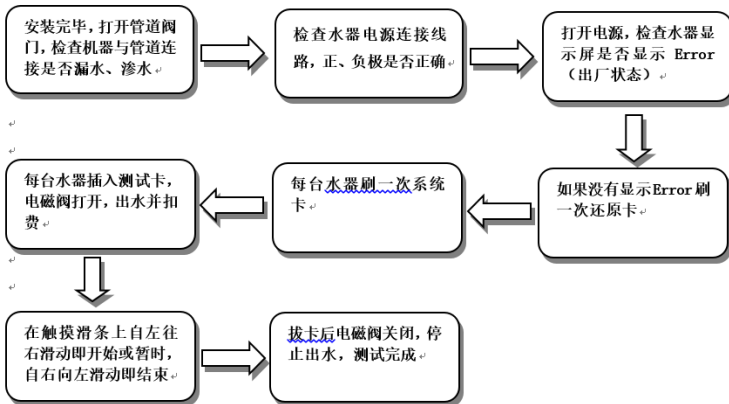 安装完毕，打开管道阀
门，检查机器与管道连
接是否漏水、渗水
检查水器电源连接线
路，正、负极是否正确
打开电源，检查水器显
示屏是否显示 Error
（出厂状态）
如果没有显示Error刷
一次还原卡
每台水器刷一次系统
卡
每台水器插入测试卡，
电磁阀打开，出水并扣
费
在触摸滑条上自左往
右滑动即开始或暂时，
自右向左滑动即结束
拔卡后电磁阀关闭，停
止出水，测试完成